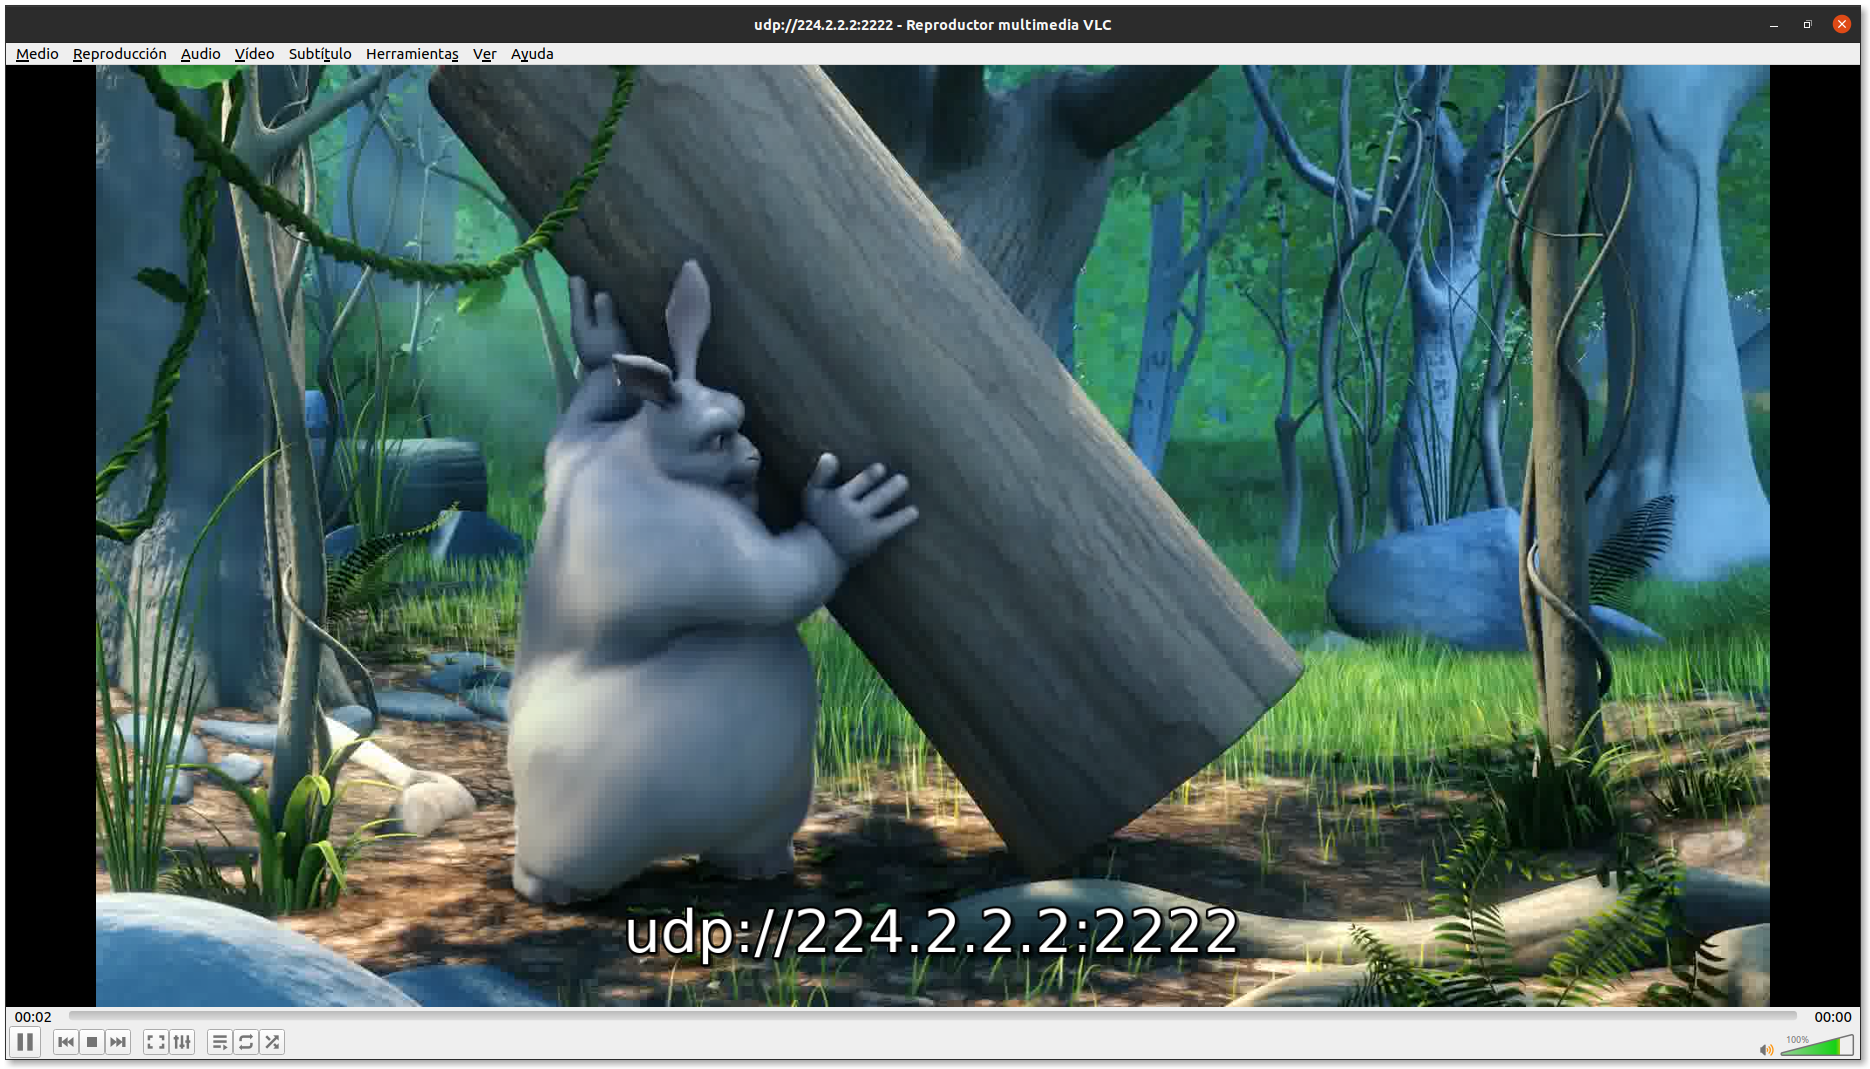 udp://224.2.2.2:2222 - Reproductor multimedia VLC
Medio Reproducción Audio Vídeo Subtítulo Herramientas Ver Ayuda
udp://224.2.2.2:2222
00:02 00:00
100%